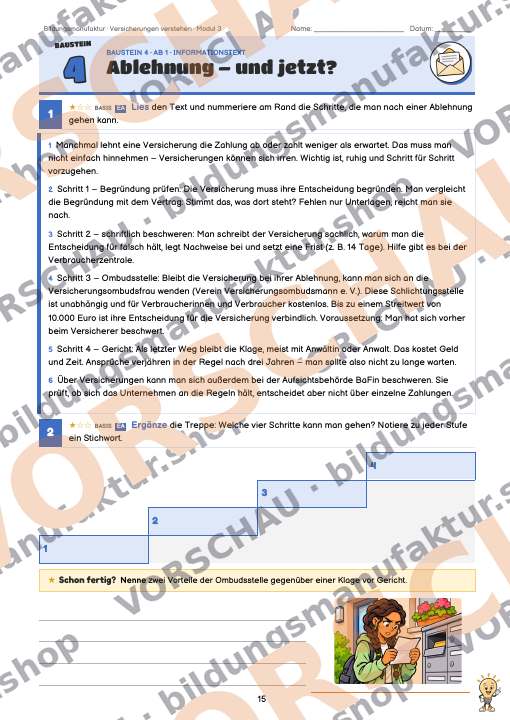 Bildungsmanufaktur · Versicherungen verstehen · Modul 3 Name: Datum:
BAUSTEIN
4
BAUSTEIN 4 · AB 1 · INFORMATIONSTEXT
Ablehnung – und jetzt?
1 BASIS EA Lies den Text und nummeriere am Rand die Schritte, die man nach einer Ablehnung
gehen kann.
1 Manchmal lehnt eine Versicherung die Zahlung ab oder zahlt weniger als erwartet. Das muss man
nicht einfach hinnehmen – Versicherungen können sich irren. Wichtig ist, ruhig und Schritt für Schritt
vorzugehen.
2 Schritt 1 – Begründung prüfen: Die Versicherung muss ihre Entscheidung begründen. Man vergleicht
die Begründung mit dem Vertrag: Stimmt das, was dort steht? Fehlen nur Unterlagen, reicht man sie
nach.
3 Schritt 2 – schriftlich beschweren: Man schreibt der Versicherung sachlich, warum man die
Entscheidung für falsch hält, legt Nachweise bei und setzt eine Frist (z. B. 14 Tage). Hilfe gibt es bei der
Verbraucherzentrale.
4 Schritt 3 – Ombudsstelle: Bleibt die Versicherung bei ihrer Ablehnung, kann man sich an die
Versicherungsombudsfrau wenden (Verein Versicherungsombudsmann e. V.). Diese Schlichtungsstelle
ist unabhängig und für Verbraucherinnen und Verbraucher kostenlos. Bis zu einem Streitwert von
10.000 Euro ist ihre Entscheidung für die Versicherung verbindlich. Voraussetzung: Man hat sich vorher
beim Versicherer beschwert.
5 Schritt 4 – Gericht: Als letzter Weg bleibt die Klage, meist mit Anwältin oder Anwalt. Das kostet Geld
und Zeit. Ansprüche verjähren in der Regel nach drei Jahren – man sollte also nicht zu lange warten.
6 Über Versicherungen kann man sich außerdem bei der Aufsichtsbehörde BaFin beschweren. Sie
prüft, ob sich das Unternehmen an die Regeln hält, entscheidet aber nicht über einzelne Zahlungen.
2 BASIS EA Ergänze die Treppe: Welche vier Schritte kann man gehen? Notiere zu jeder Stufe
ein Stichwort.
4
3
2
1
Schon fertig? Nenne zwei Vorteile der Ombudsstelle gegenüber einer Klage vor Gericht.
15
VORSCHAU · bildungsmanufaktur.shop